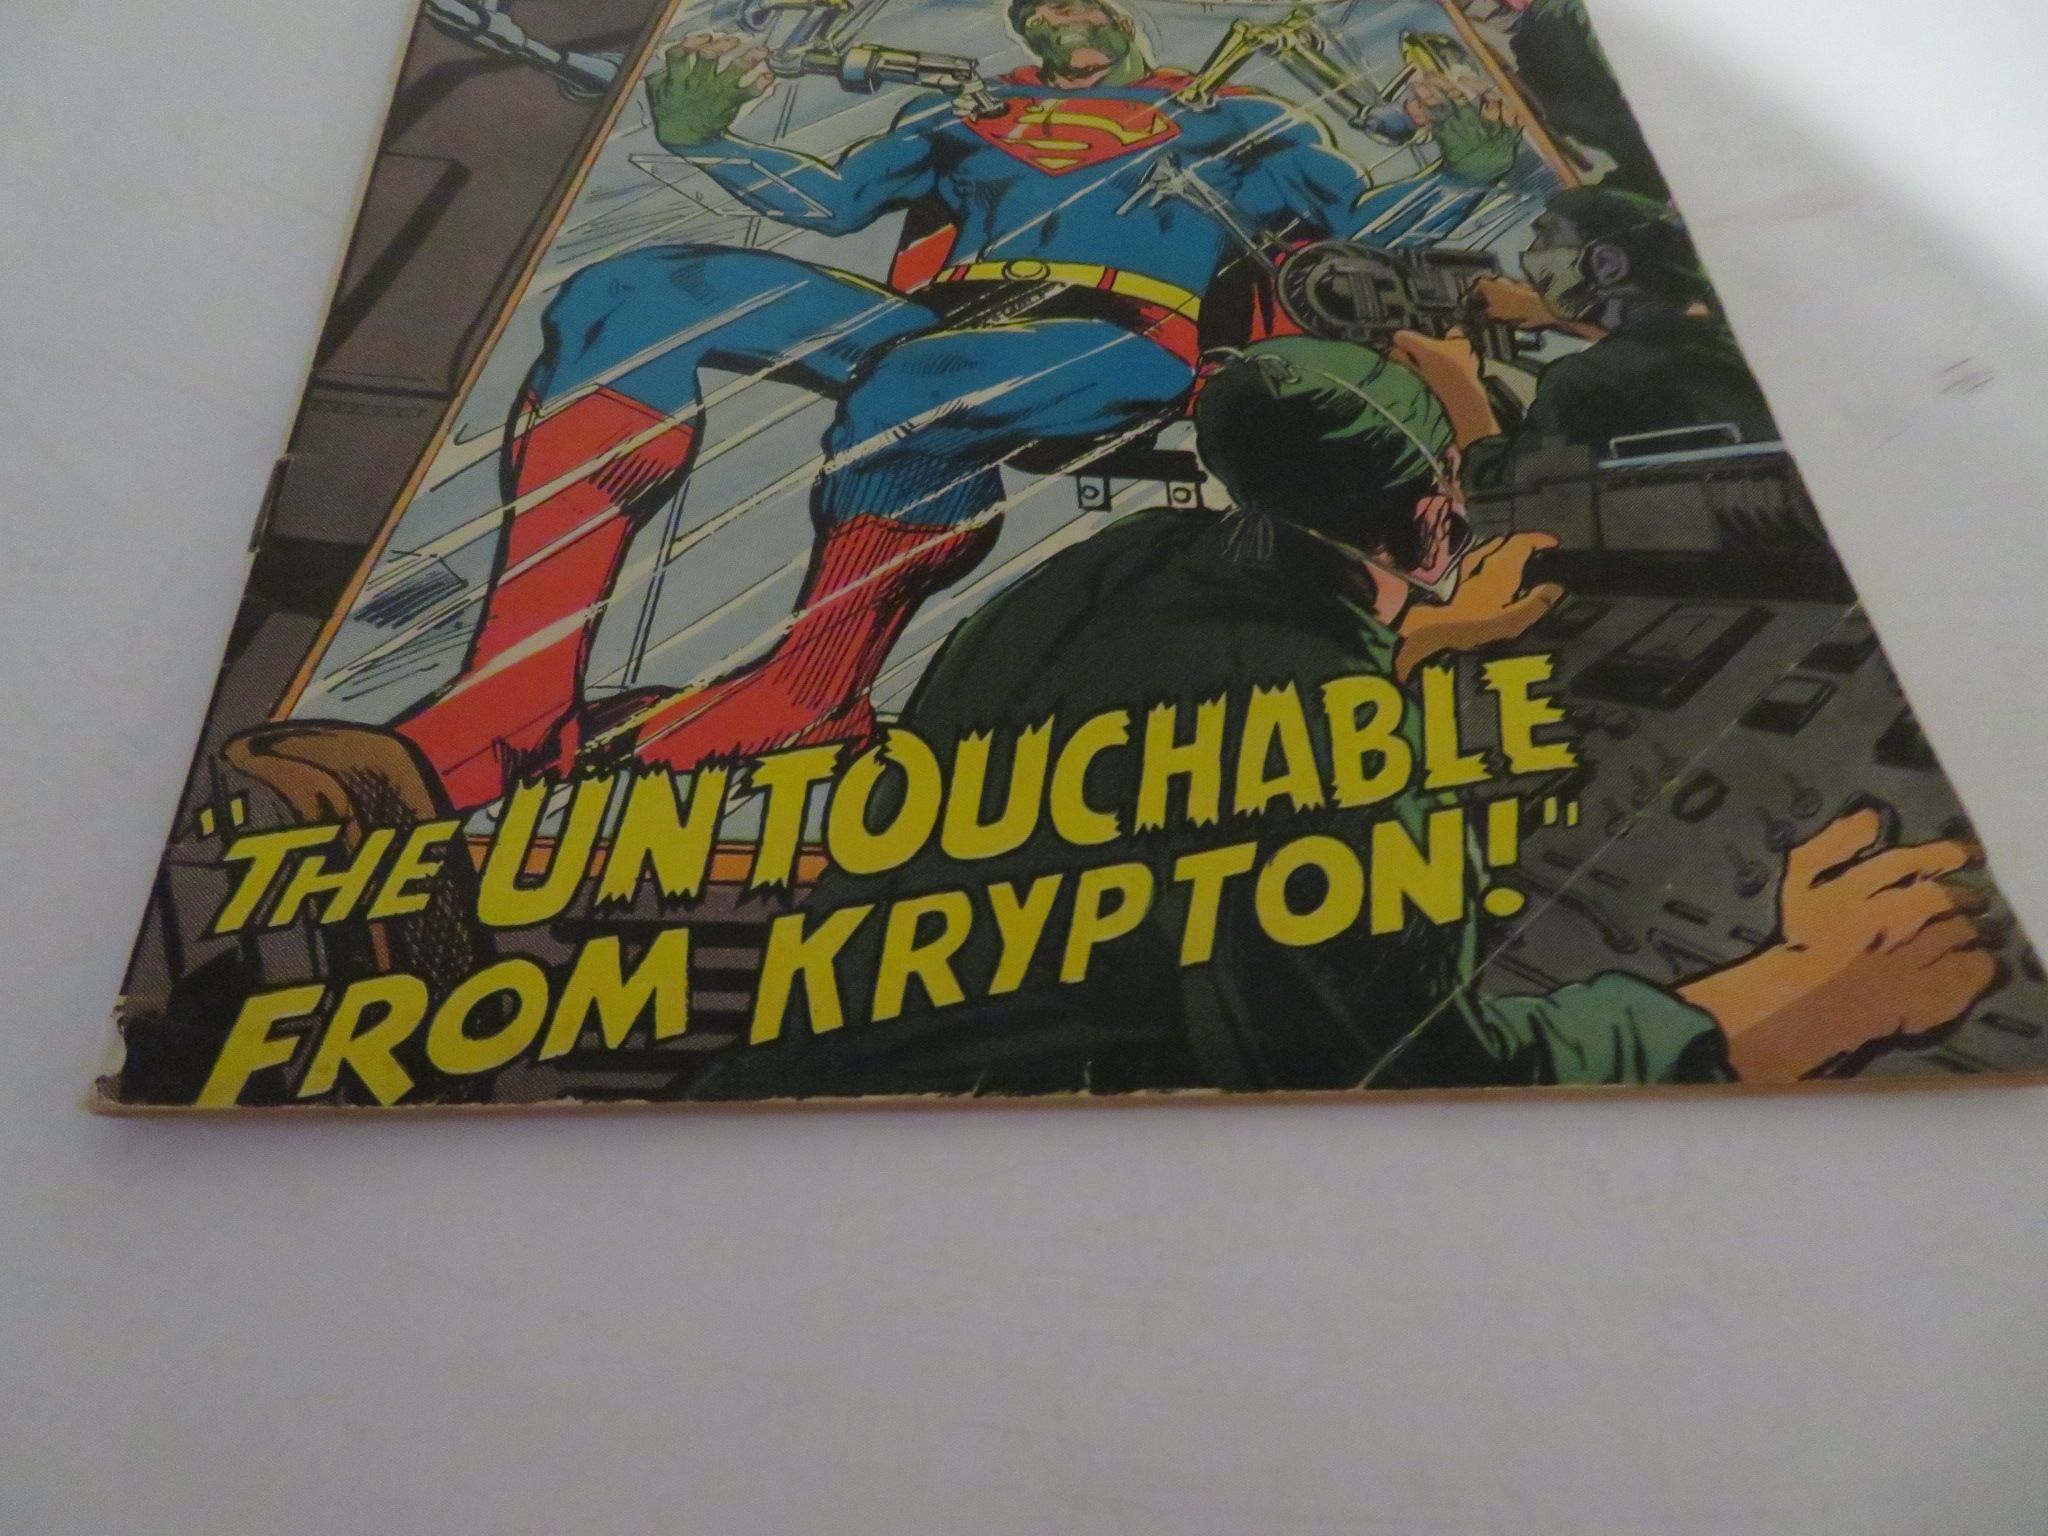 "THE UNTOUCHABLE
FROM KRYPTON!"